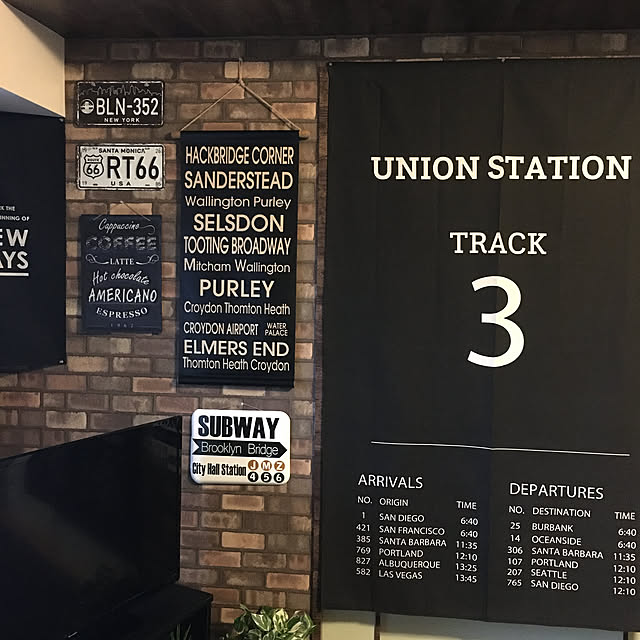 BLN-352
NEW YORK
SANTA MONICA
ROUTE 66 RT66
USA
Cappuccino
COFFEE
LATTE
Hot chocolate
AMERICANO
ESPRESSO
1962
NNING OF
EW
AYS
HACKBRIDGE CORNER
SANDERSTEAD
Wallington Purley
SELSDON
TOOTING BROADWAY
Mitcham Wallington
PURLEY
Croydon Thornton Heath
CROYDON AIRPORT WATER PALACE
ELMERS END
Thornton Heath Croydon
SUBWAY
Brooklyn Bridge
City Hall Station J M Z
4 5 6
UNION STATION
TRACK
3
ARRIVALS
NO. ORIGIN TIME
1 SAN DIEGO 6:40
421 SAN FRANCISCO 6:40
385 SANTA BARBARA 11:35
769 PORTLAND 12:10
827 ALBUQUERQUE 13:25
582 LAS VEGAS 13:45
DEPARTURES
NO. DESTINATION TIME
25 BURBANK 6:40
14 OCEANSIDE 6:40
306 SANTA BARBARA 11:35
107 PORTLAND 12:10
207 SEATTLE 12:10
765 SAN DIEGO 12:10